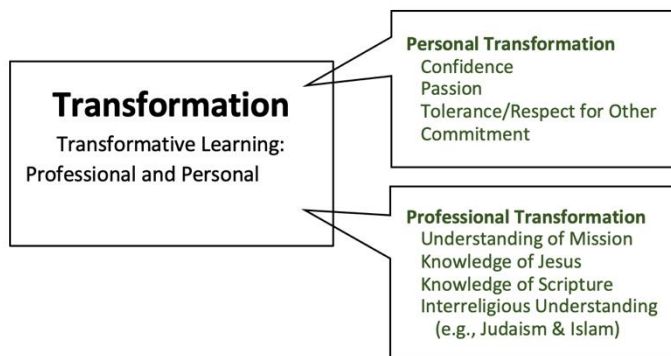 Transformation
Transformative Learning:
Professional and Personal
Personal Transformation
Confidence
Passion
Tolerance/Respect for Other
Commitment
Professional Transformation
Understanding of Mission
Knowledge of Jesus
Knowledge of Scripture
Interreligious Understanding
(e.g., Judaism & Islam)